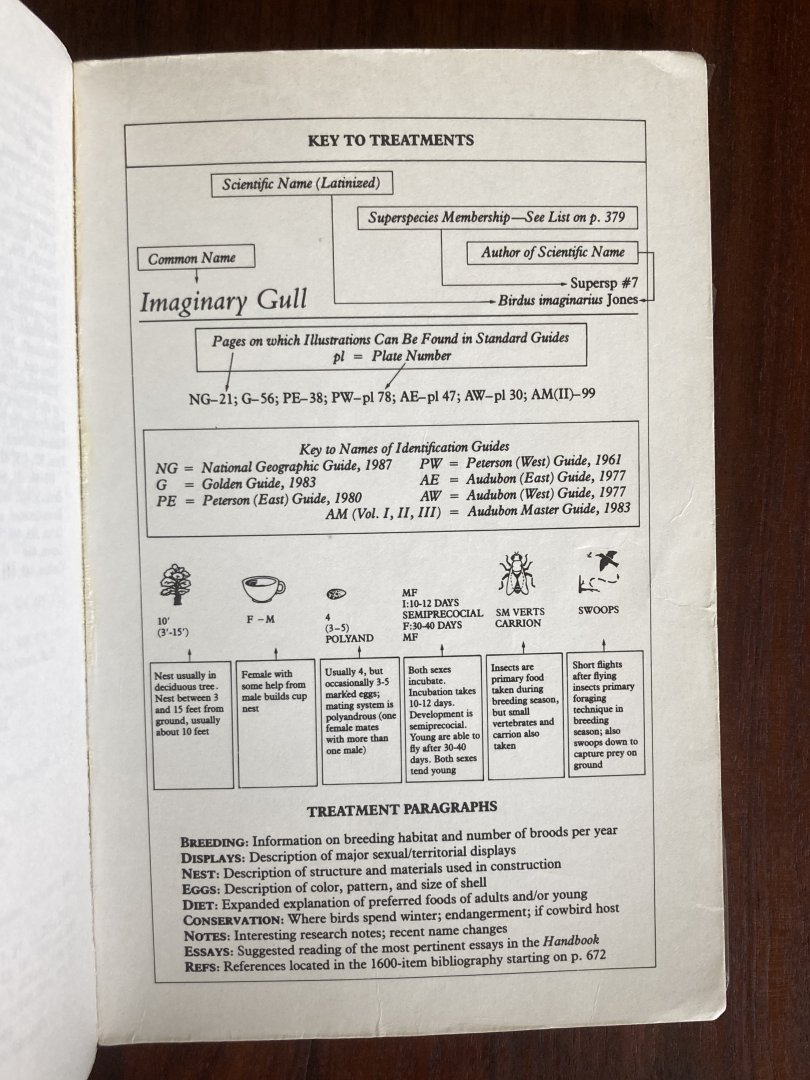 KEY TO TREATMENTS
Scientific Name (Latinized)
Superspecies Membership—See List on p. 379
Author of Scientific Name
Common Name
Supersp #7
Imaginary Gull
Birdus imaginarius Jones
Pages on which Illustrations Can Be Found in Standard Guides
pl = Plate Number
NG–21; G–56; PE–38; PW–pl 78; AE–pl 47; AW–pl 30; AM(II)–99
Key to Names of Identification Guides
NG = National Geographic Guide, 1987
G = Golden Guide, 1983
PE = Peterson (East) Guide, 1980
PW = Peterson (West) Guide, 1961
AE = Audubon (East) Guide, 1977
AW = Audubon (West) Guide, 1977
AM (Vol. I, II, III) = Audubon Master Guide, 1983
10'
(3'-15')
F – M
4
(3–5)
POLYAND
MF
I:10-12 DAYS
SEMIPRECOCIAL
F:30-40 DAYS
MF
SM VERTS
CARRION
SWOOPS
Nest usually in
deciduous tree.
Nest between 3
and 15 feet from
ground, usually
about 10 feet
Female with
some help from
male builds cup
nest
Usually 4, but
occasionally 3-5
marked eggs;
mating system is
polyandrous (one
female mates
with more than
one male)
Both sexes
incubate.
Incubation takes
10-12 days.
Development is
semiprecocial.
Young are able to
fly after 30-40
days. Both sexes
tend young
Insects are
primary food
taken during
breeding season,
but small
vertebrates and
carrion also
taken
Short flights
after flying
insects primary
foraging
technique in
breeding
season; also
swoops down to
capture prey on
ground
TREATMENT PARAGRAPHS
BREEDING: Information on breeding habitat and number of broods per year
DISPLAYS: Description of major sexual/territorial displays
NEST: Description of structure and materials used in construction
EGGS: Description of color, pattern, and size of shell
DIET: Expanded explanation of preferred foods of adults and/or young
CONSERVATION: Where birds spend winter; endangerment; if cowbird host
NOTES: Interesting research notes; recent name changes
ESSAYS: Suggested reading of the most pertinent essays in the Handbook
REFS: References located in the 1600-item bibliography starting on p. 672